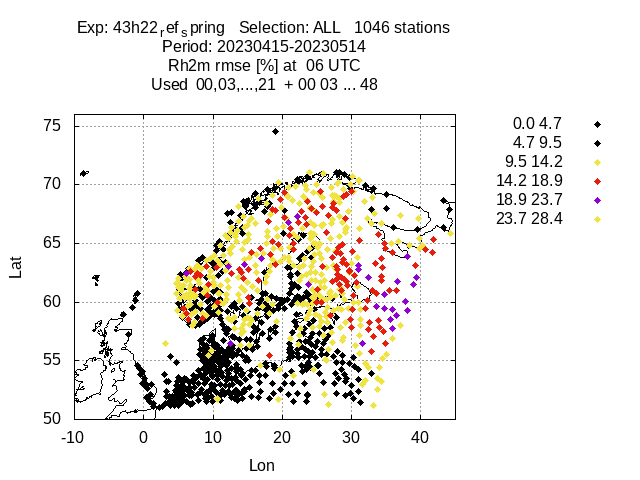 Exp: 43h22refspring   Selection: ALL   1046 stations
Period: 20230415-20230514
Rh2m rmse [%] at  06 UTC
Used  00,03,...,21  + 00 03 ... 48
0.0 4.7
4.7 9.5
9.5 14.2
14.2 18.9
18.9 23.7
23.7 28.4
75
70
65
60
55
50
Lat
-10 0 10 20 30 40
Lon